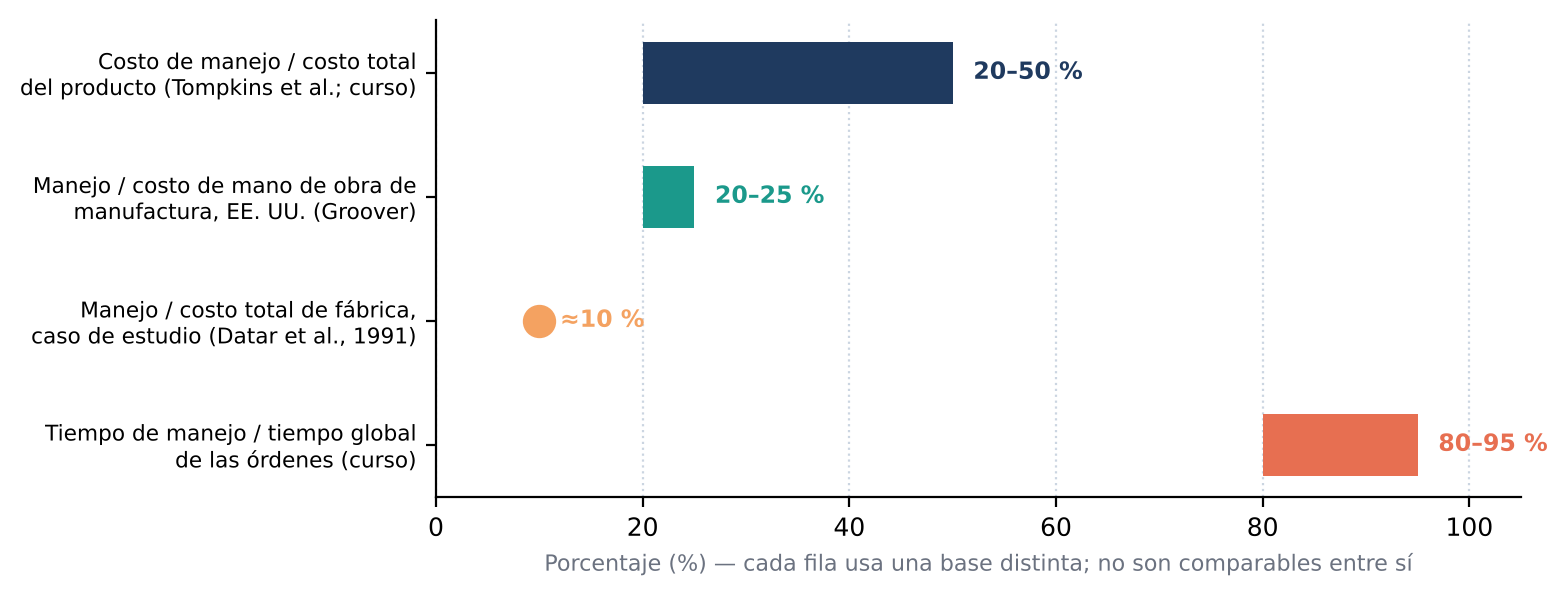 Costo de manejo / costo total
del producto (Tompkins et al.; curso)
20–50 %
Manejo / costo de mano de obra de
manufactura, EE. UU. (Groover)
20–25 %
Manejo / costo total de fábrica,
caso de estudio (Datar et al., 1991)
≈10 %
Tiempo de manejo / tiempo global
de las órdenes (curso)
80–95 %
0 20 40 60 80 100
Porcentaje (%) — cada fila usa una base distinta; no son comparables entre sí